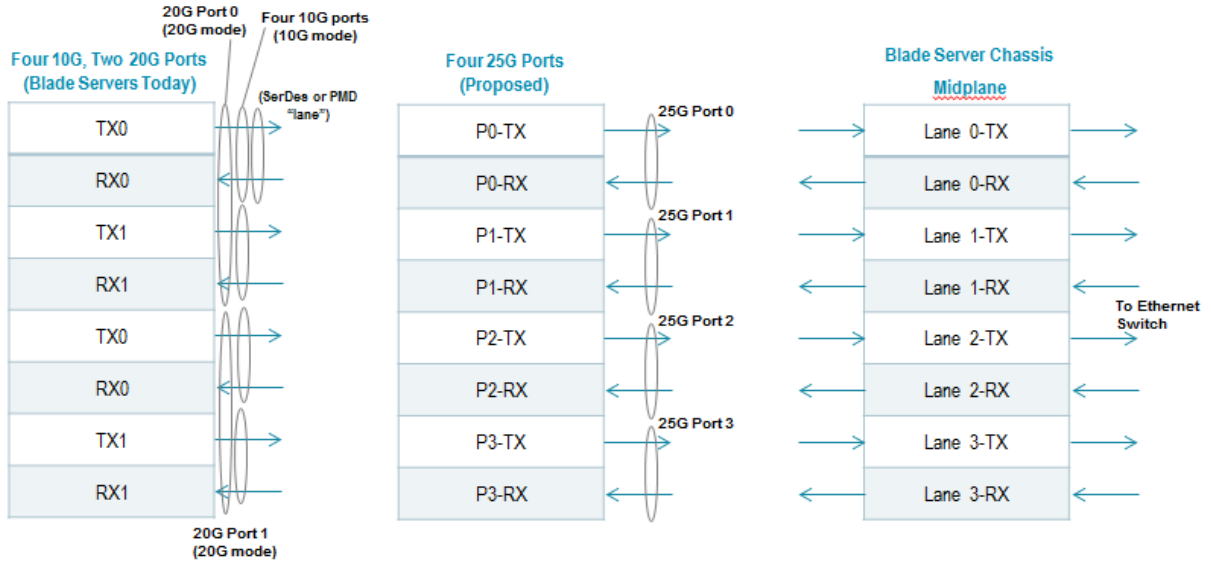 20G Port 0
(20G mode)
Four 10G ports
(10G mode)
Four 10G, Two 20G Ports
(Blade Servers Today)
(SerDes or PMD
"lane")
TX0
RX0
TX1
RX1
TX0
RX0
TX1
RX1
20G Port 1
(20G mode)
Four 25G Ports
(Proposed)
25G Port 0
P0-TX
P0-RX
25G Port 1
P1-TX
P1-RX
25G Port 2
P2-TX
P2-RX
25G Port 3
P3-TX
P3-RX
Blade Server Chassis
Midplane
Lane 0-TX
Lane 0-RX
Lane 1-TX
Lane 1-RX
To Ethernet
Switch
Lane 2-TX
Lane 2-RX
Lane 3-TX
Lane 3-RX